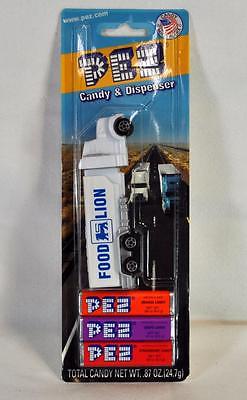 www.pez.com
PEZ
Candy & Dispenser
FOOD LION
PEZ
PEZ
PEZ
TOTAL CANDY NET WT. .87 OZ.(24.7g)